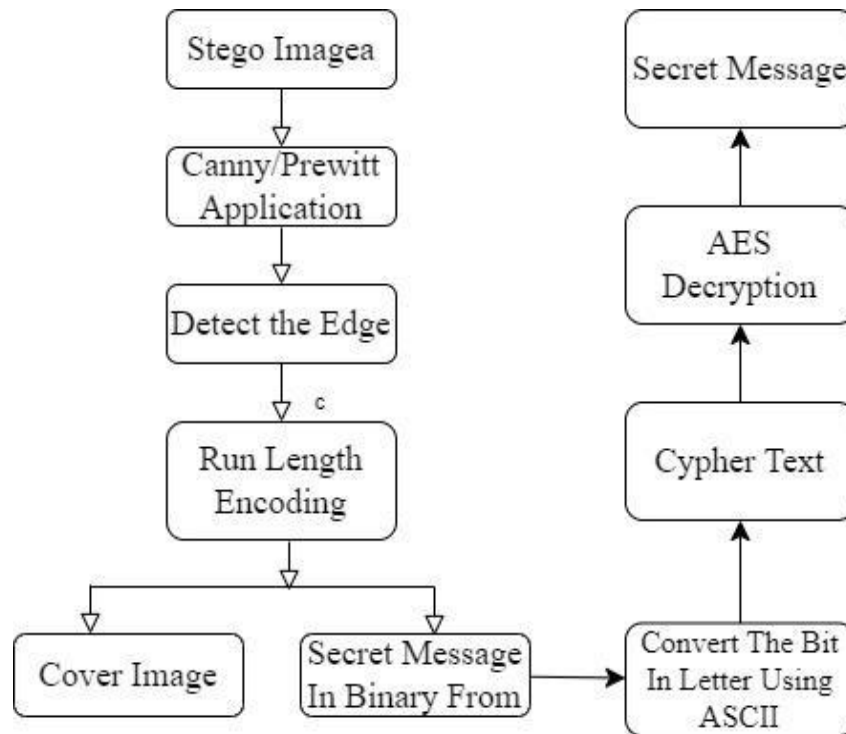 Stego Imagea
Canny/Prewitt
Application
Detect the Edge
c
Run Length
Encoding
Cover Image
Secret Message
In Binary From
Convert The Bit
In Letter Using
ASCII
Cypher Text
AES
Decryption
Secret Message